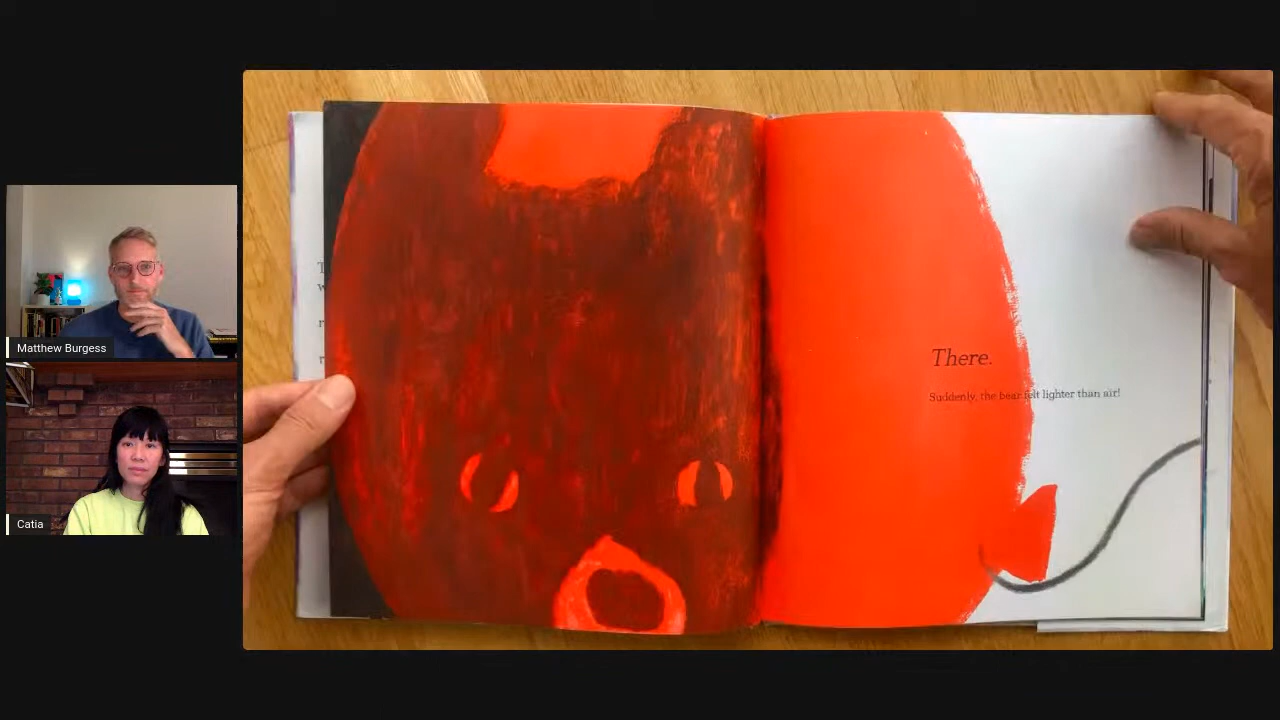 Matthew Burgess
Catia
There.
Suddenly, the bear felt lighter than air!